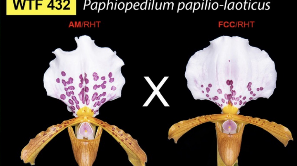 WTF 432 Paphiopedilum papilio-laoticus
AM/RHT FCC/RHT
X